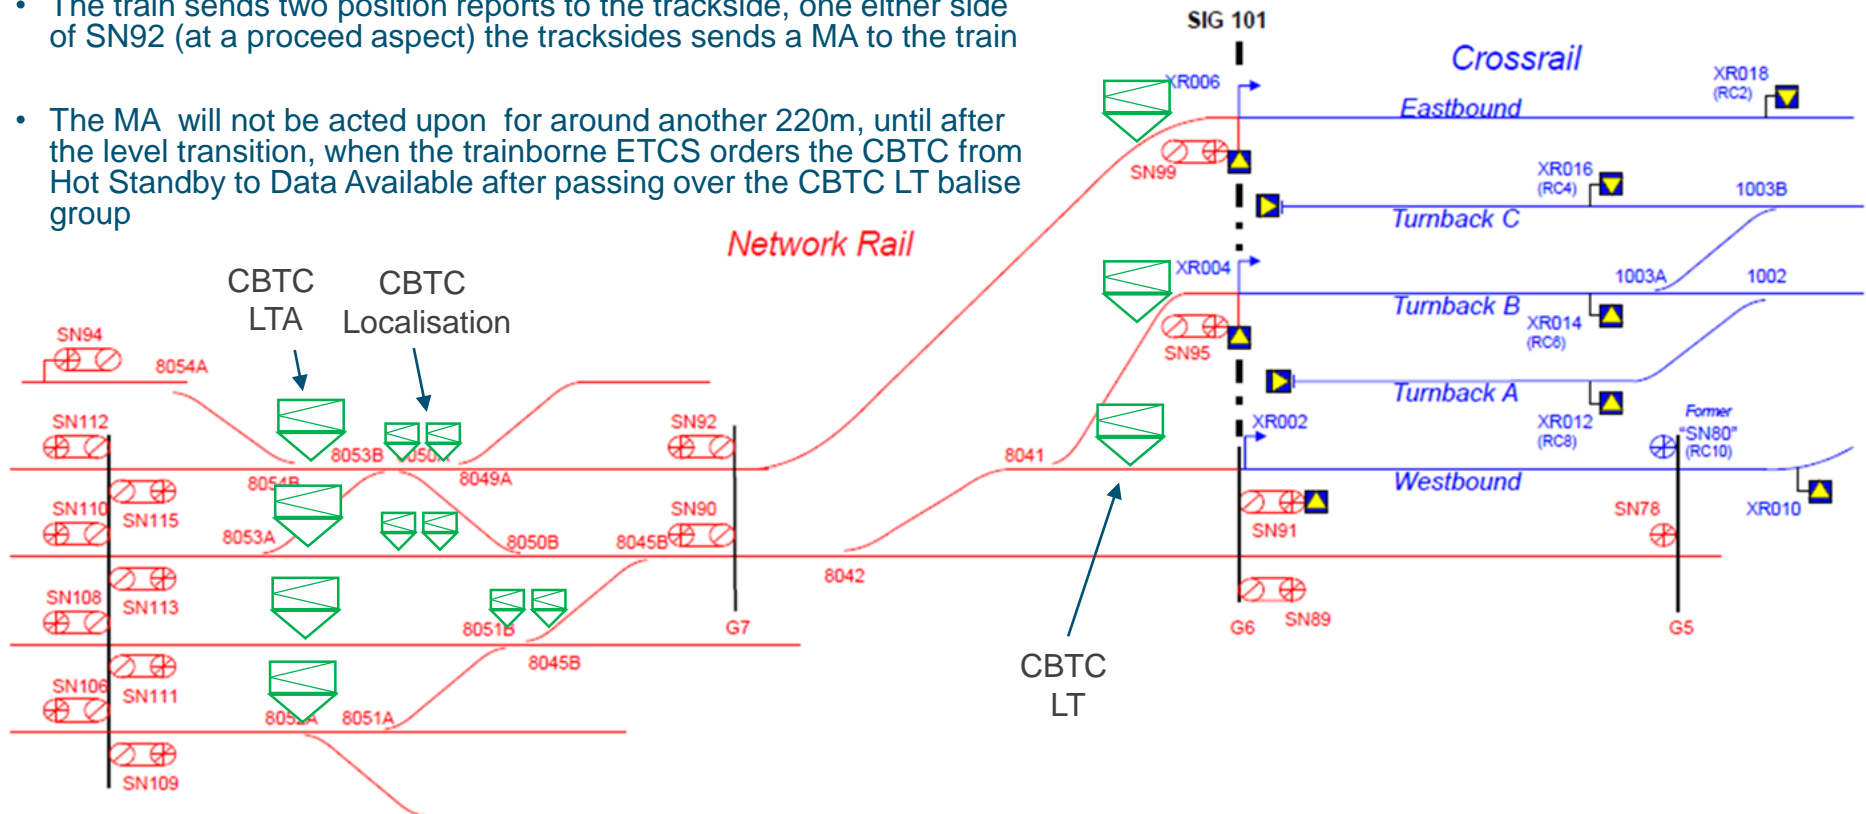 • The train sends two position reports to the trackside, one either side
of SN92 (at a proceed aspect) the tracksides sends a MA to the train
• The MA will not be acted upon for around another 220m, until after
the level transition, when the trainborne ETCS orders the CBTC from
Hot Standby to Data Available after passing over the CBTC LT balise
group
SIG 101
Crossrail
XR006
XR018
(RC2)
Eastbound
SN99
XR016
(RC4)
1003B
Turnback C
Network Rail
XR004
1003A
1002
Turnback B
XR014
(RC6)
SN95
CBTC
LTA
CBTC
Localisation
Turnback A
XR012
(RC8)
Former
"SN80"
(RC10)
XR002
SN94
8054A
SN112
8053B
8050A
SN92
8049A
8041
Westbound
8054B
SN110
SN115
SN90
SN91
SN78
XR010
8053A
8050B
8045B
8042
SN108
SN113
SN89
8051B
G7
G6
G5
8045B
CBTC
LT
SN106
SN111
8052A
8051A
SN109